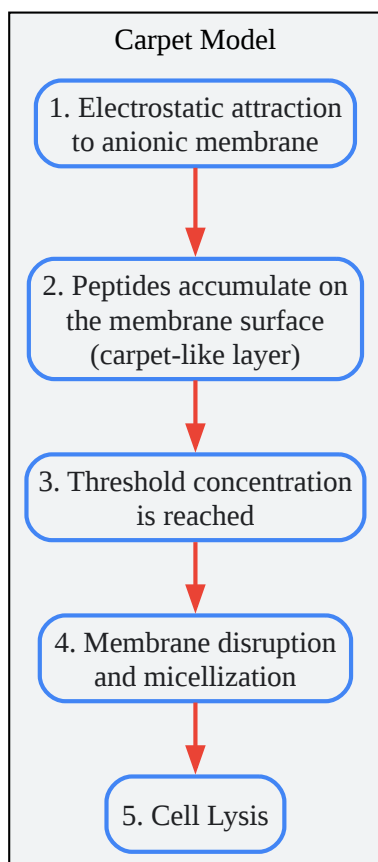 Carpet Model
1. Electrostatic attraction
to anionic membrane
2. Peptides accumulate on
the membrane surface
(carpet-like layer)
3. Threshold concentration
is reached
4. Membrane disruption
and micellization
5. Cell Lysis